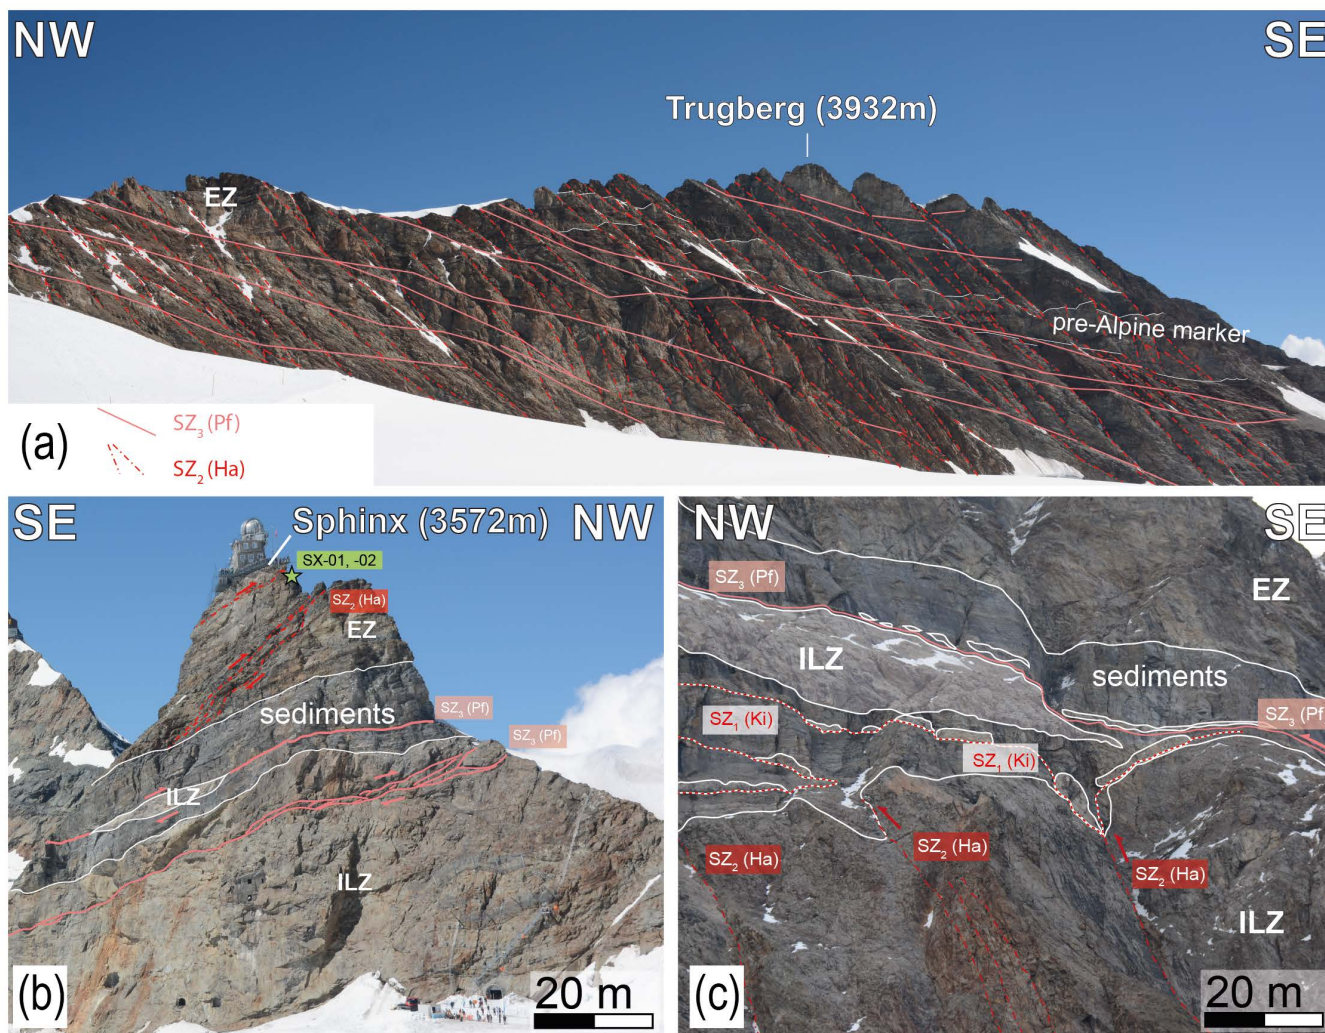 NW
SE
Trugberg (3932m)
EZ
pre-Alpine marker
(a)
SZ₃ (Pf)
SZ₂ (Ha)
SE
Sphinx (3572m)
NW
SX-01, -02
SZ₂ (Ha)
EZ
sediments
SZ₃ (Pf)
SZ₃ (Pf)
ILZ
ILZ
(b)
20 m
NW
SE
SZ₃ (Pf)
EZ
ILZ
sediments
SZ₁ (Ki)
SZ₃ (Pf)
SZ₁ (Ki)
SZ₂ (Ha)
SZ₂ (Ha)
SZ₂ (Ha)
ILZ
(c)
20 m